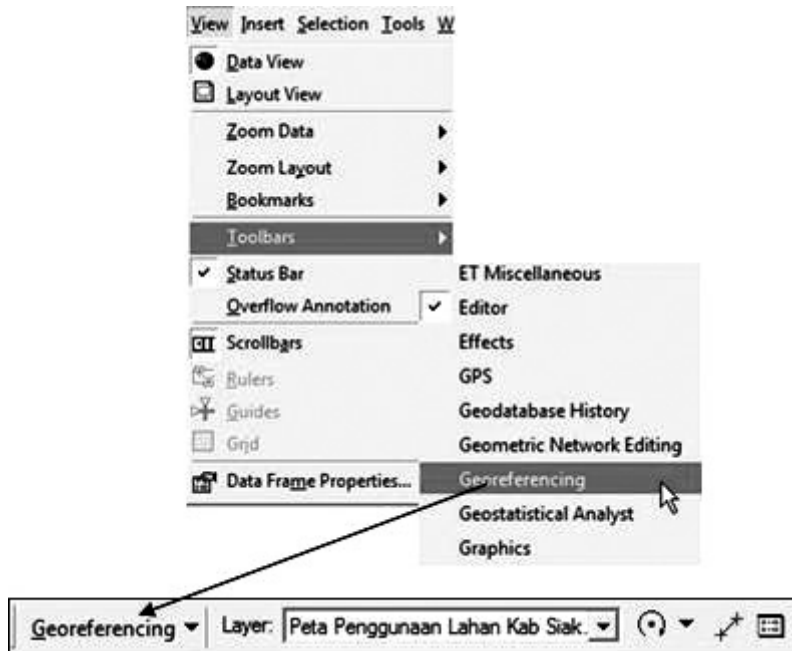 View Insert Selection Tools W
Data View
Layout View
Zoom Data
Zoom Layout
Bookmarks
Toolbars
Status Bar
Overflow Annotation
Scrollbars
Rulers
Guides
Grid
Data Frame Properties...
ET Miscellaneous
Editor
Effects
GPS
Geodatabase History
Geometric Network Editing
Georeferencing
Geostatistical Analyst
Graphics
Georeferencing Layer: Peta Penggunaan Lahan Kab Siak.